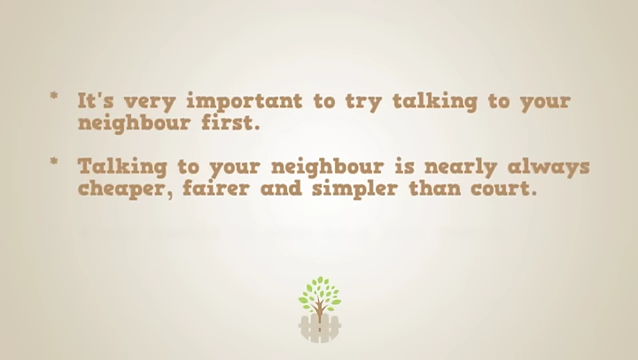 * It's very important to try talking to your
neighbour first.
* Talking to your neighbour is nearly always
cheaper, fairer and simpler than court.